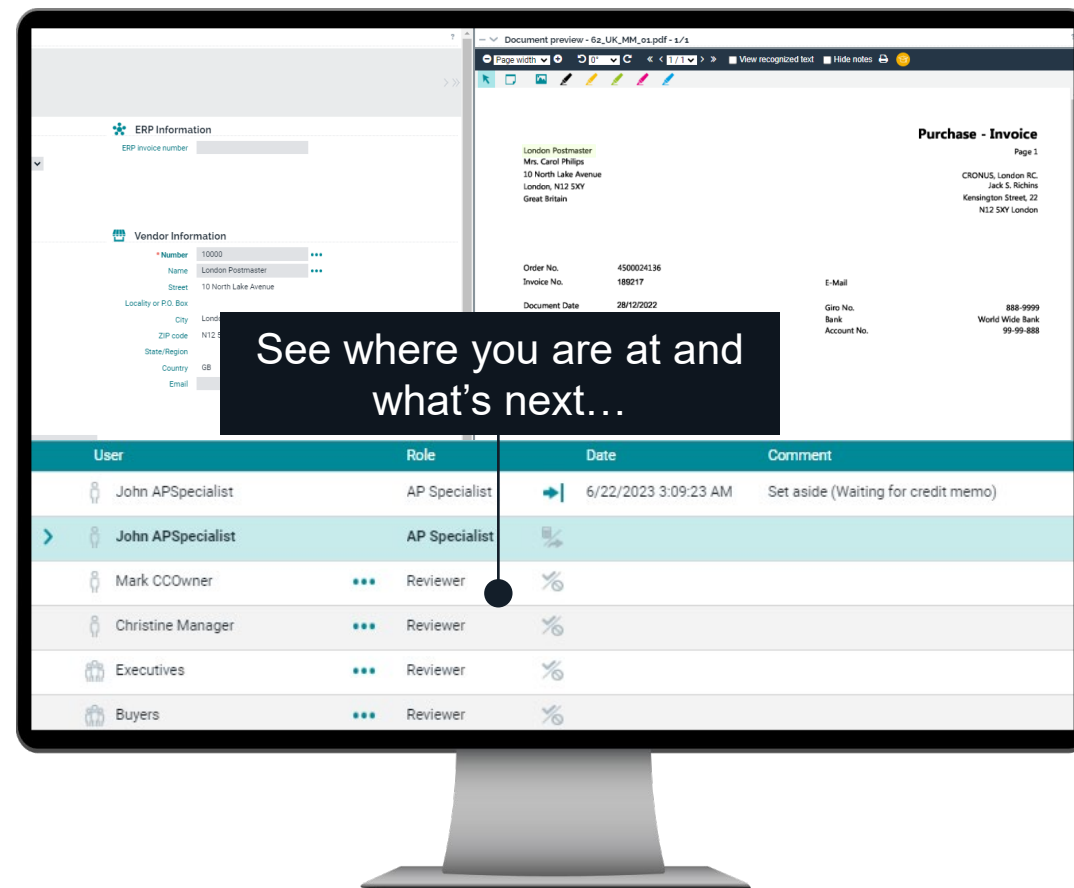 ?
Document preview - 62_UK_MM_01.pdf - 1/1
Page width 0° 1 / 1 View recognized text Hide notes
ERP Information
ERP invoice number
Vendor Information
* Number 10000
Name London Postmaster
Street 10 North Lake Avenue
Locality or P.O. Box
City
ZIP code N12
State/Region
Country GB
Email
Purchase - Invoice
Page 1
London Postmaster
Mrs. Carol Philips
10 North Lake Avenue
London, N12 5XY
Great Britain
CRONUS, London RC.
Jack S. Richins
Kensington Street, 22
N12 5XY London
Order No. 4500024136
Invoice No. 189217
Document Date 28/12/2022
E-Mail
Giro No. 888-9999
Bank World Wide Bank
Account No. 99-99-888
See where you are at and
what's next…
User Role Date Comment
John APSpecialist AP Specialist 6/22/2023 3:09:23 AM Set aside (Waiting for credit memo)
John APSpecialist AP Specialist
Mark CCOwner Reviewer
Christine Manager Reviewer
Executives Reviewer
Buyers Reviewer